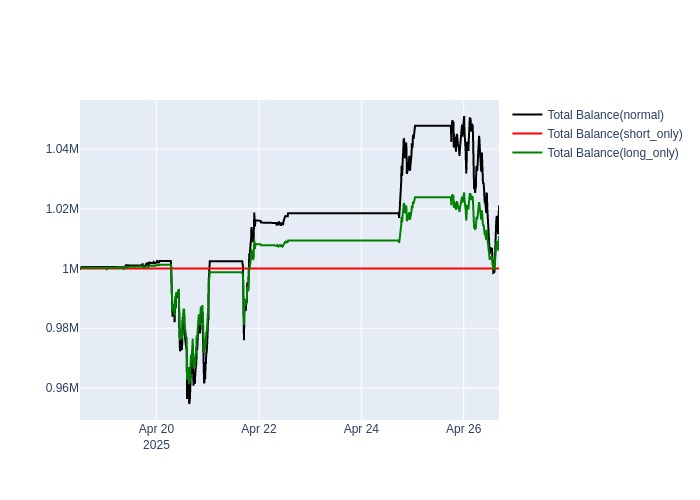 Total Balance(normal)
Total Balance(short_only)
Total Balance(long_only)
1.04M
1.02M
1M
0.98M
0.96M
Apr 20
2025
Apr 22
Apr 24
Apr 26